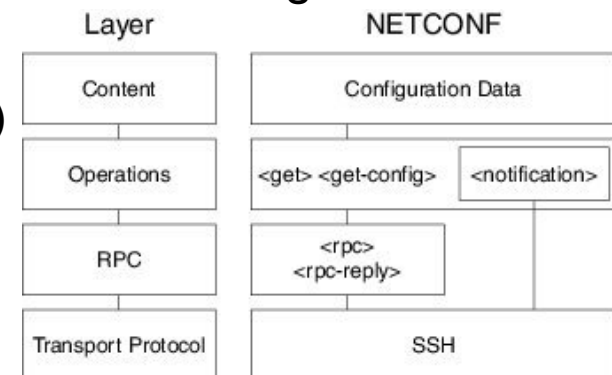 Layer NETCONF
Content Configuration Data
)
Operations <get> <get-config> <notification>
RPC <rpc>
<rpc-reply>
Transport Protocol SSH